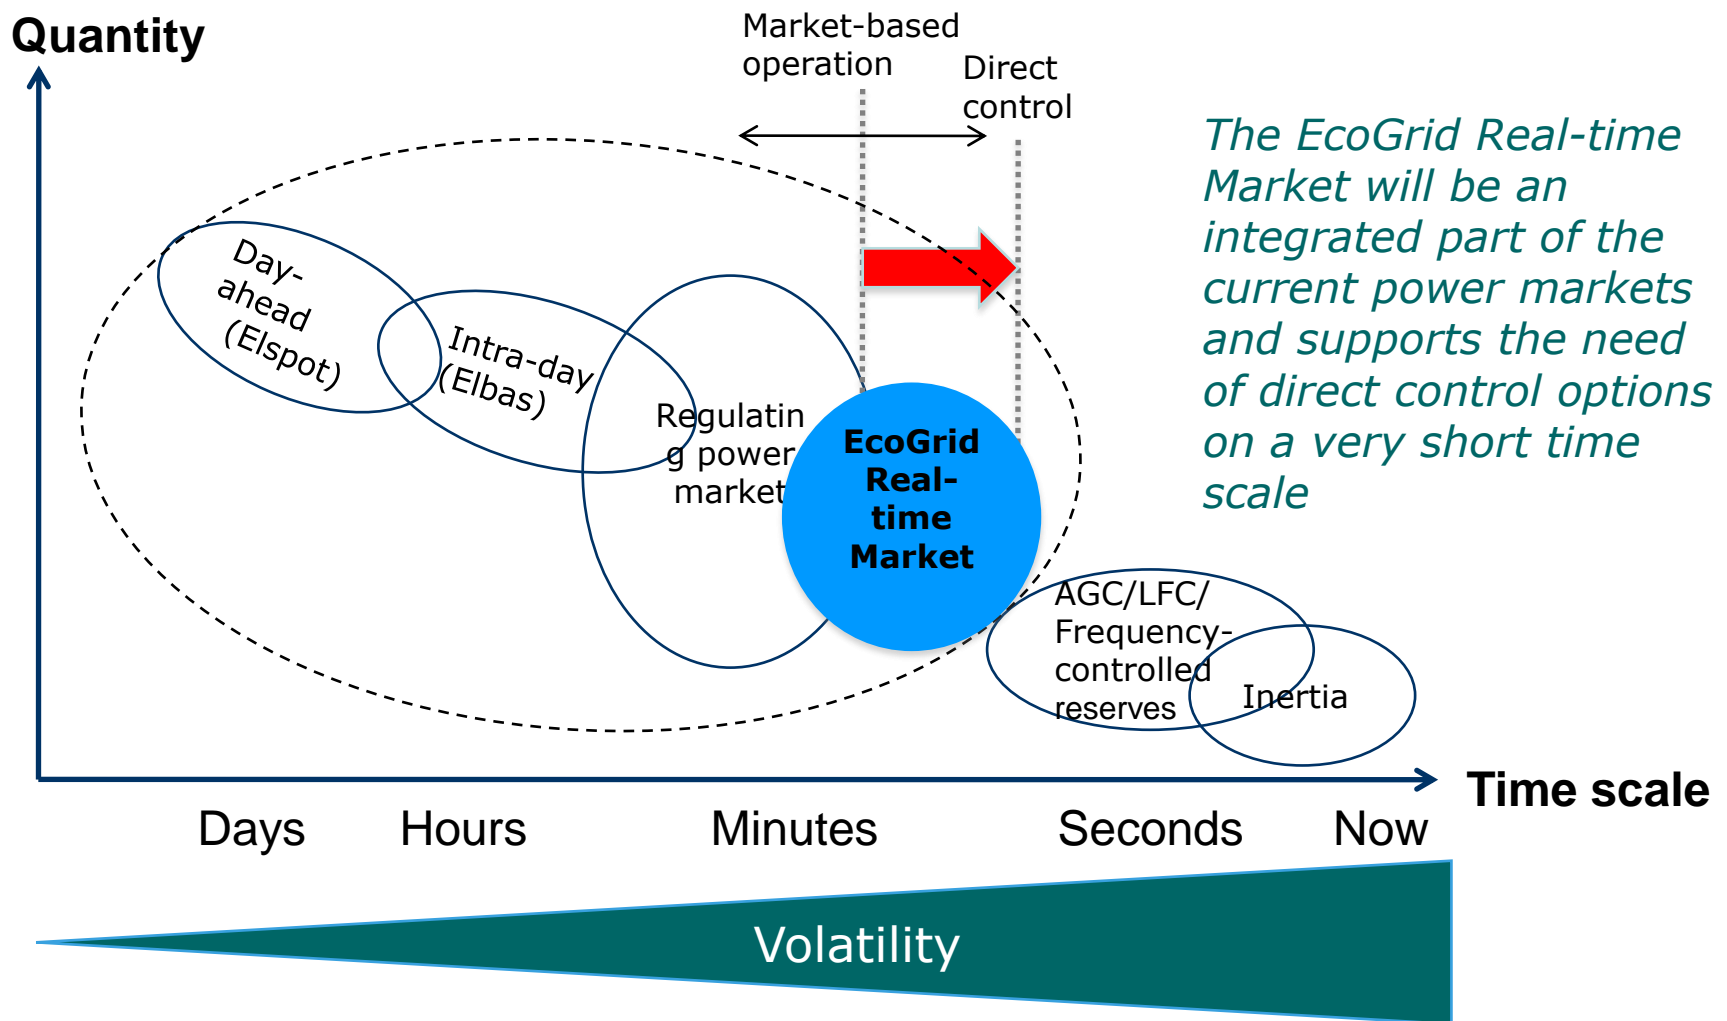 Quantity
Market-based
operation
Direct
control
The EcoGrid Real-time
Market will be an
integrated part of the
current power markets
and supports the need
of direct control options
on a very short time
scale
Day-
ahead
(Elspot)
Intra-day
(Elbas)
Regulatin
g power
market
EcoGrid
Real-
time
Market
AGC/LFC/
Frequency-
controlled
reserves
Inertia
Time scale
Days
Hours
Minutes
Seconds
Now
Volatility